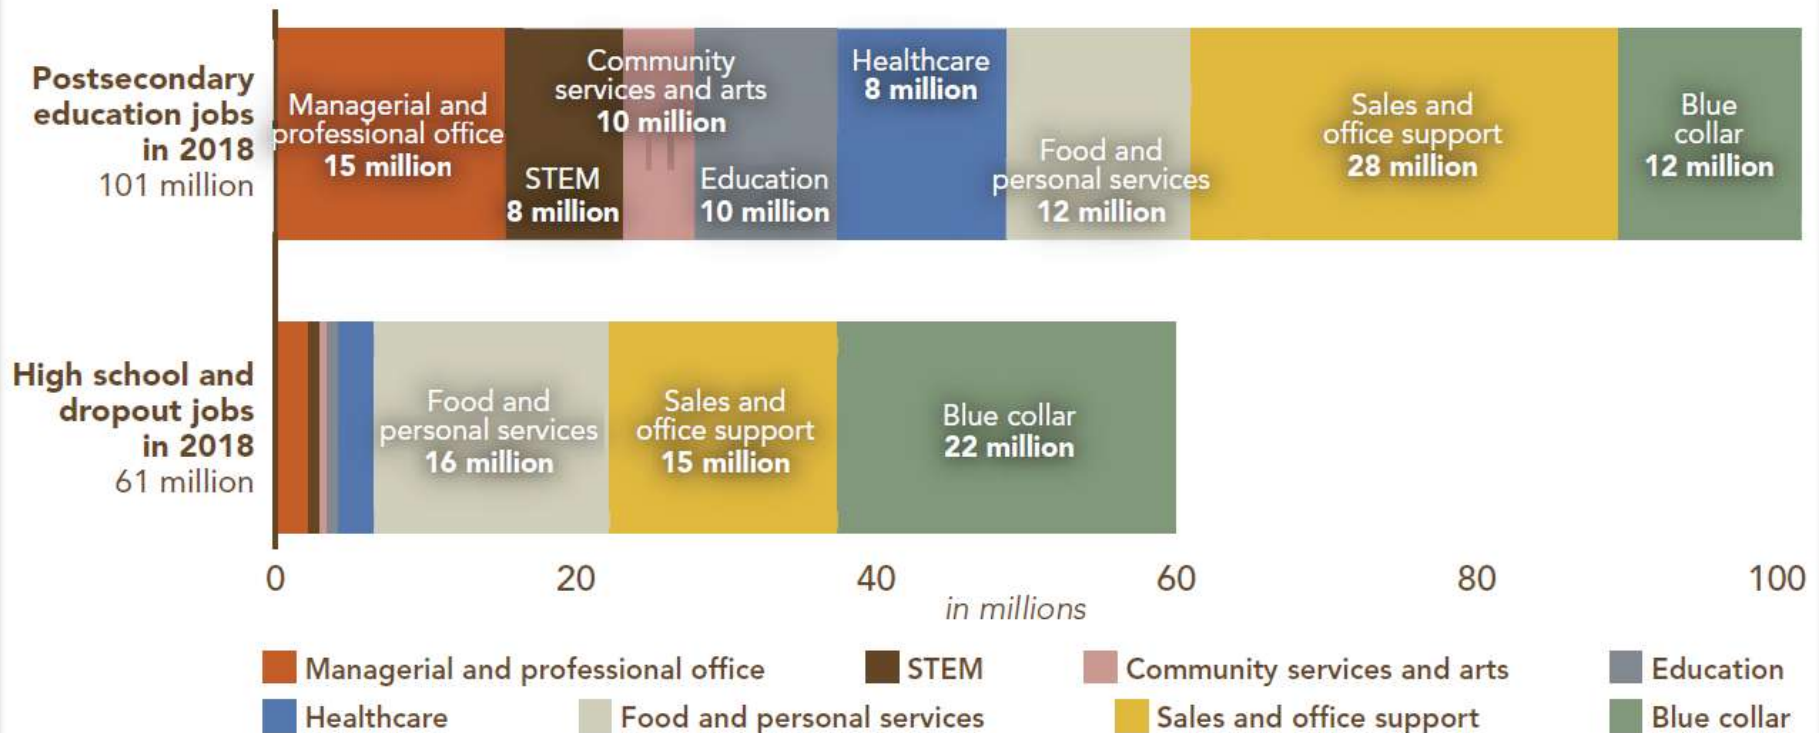 Postsecondary
education jobs
in 2018
101 million
Managerial and
professional office
15 million
STEM
8 million
Community
services and arts
10 million
Education
10 million
Healthcare
8 million
Food and
personal services
12 million
Sales and
office support
28 million
Blue
collar
12 million
High school and
dropout jobs
in 2018
61 million
Food and
personal services
16 million
Sales and
office support
15 million
Blue collar
22 million
0 20 40 60 80 100
in millions
Managerial and professional office STEM Community services and arts Education
Healthcare Food and personal services Sales and office support Blue collar